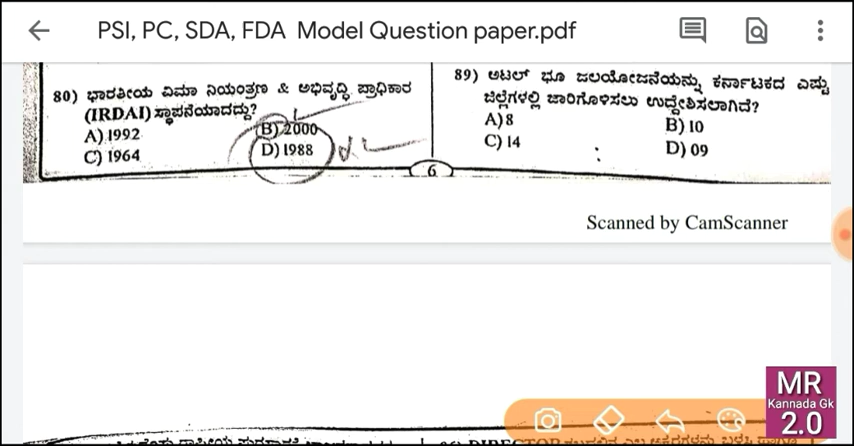 PSI, PC, SDA, FDA Model Question paper.pdf
80) ಭಾರತೀಯ ವಿಮಾ ನಿಯಂತ್ರಣ & ಅಭಿವೃದ್ಧಿ ಪ್ರಾಧಿಕಾರ
(IRDAI) ಸ್ಥಾಪನೆಯಾದದ್ದು?
A) 1992
B) 2000
C) 1964
D) 1988
89) ಅಟಲ್ ಭೂ ಜಲಯೋಜನೆಯನ್ನು ಕರ್ನಾಟಕದ ಎಷ್ಟು
ಜಿಲ್ಲೆಗಳಲ್ಲಿ ಜಾರಿಗೊಳಿಸಲು ಉದ್ದೇಶಿಸಲಾಗಿದೆ?
A) 8
B) 10
C) 14
D) 09
6
Scanned by CamScanner
MR
Kannada Gk
2.0